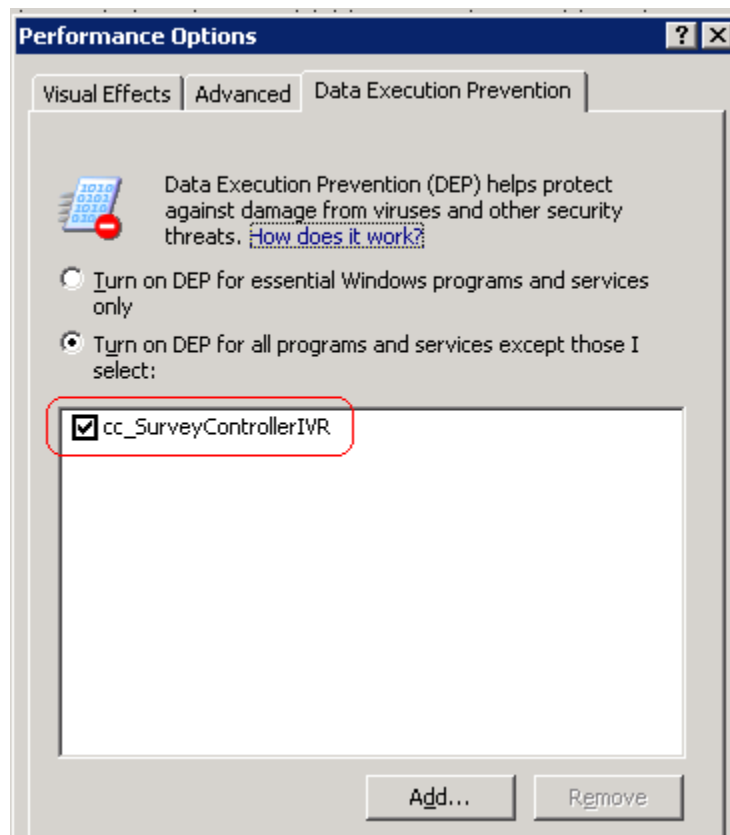 Performance Options
Visual Effects
Advanced
Data Execution Prevention
Data Execution Prevention (DEP) helps protect
against damage from viruses and other security
threats. How does it work?
Turn on DEP for essential Windows programs and services
only
Turn on DEP for all programs and services except those I
select:
cc_SurveyControllerIVR
Add...
Remove